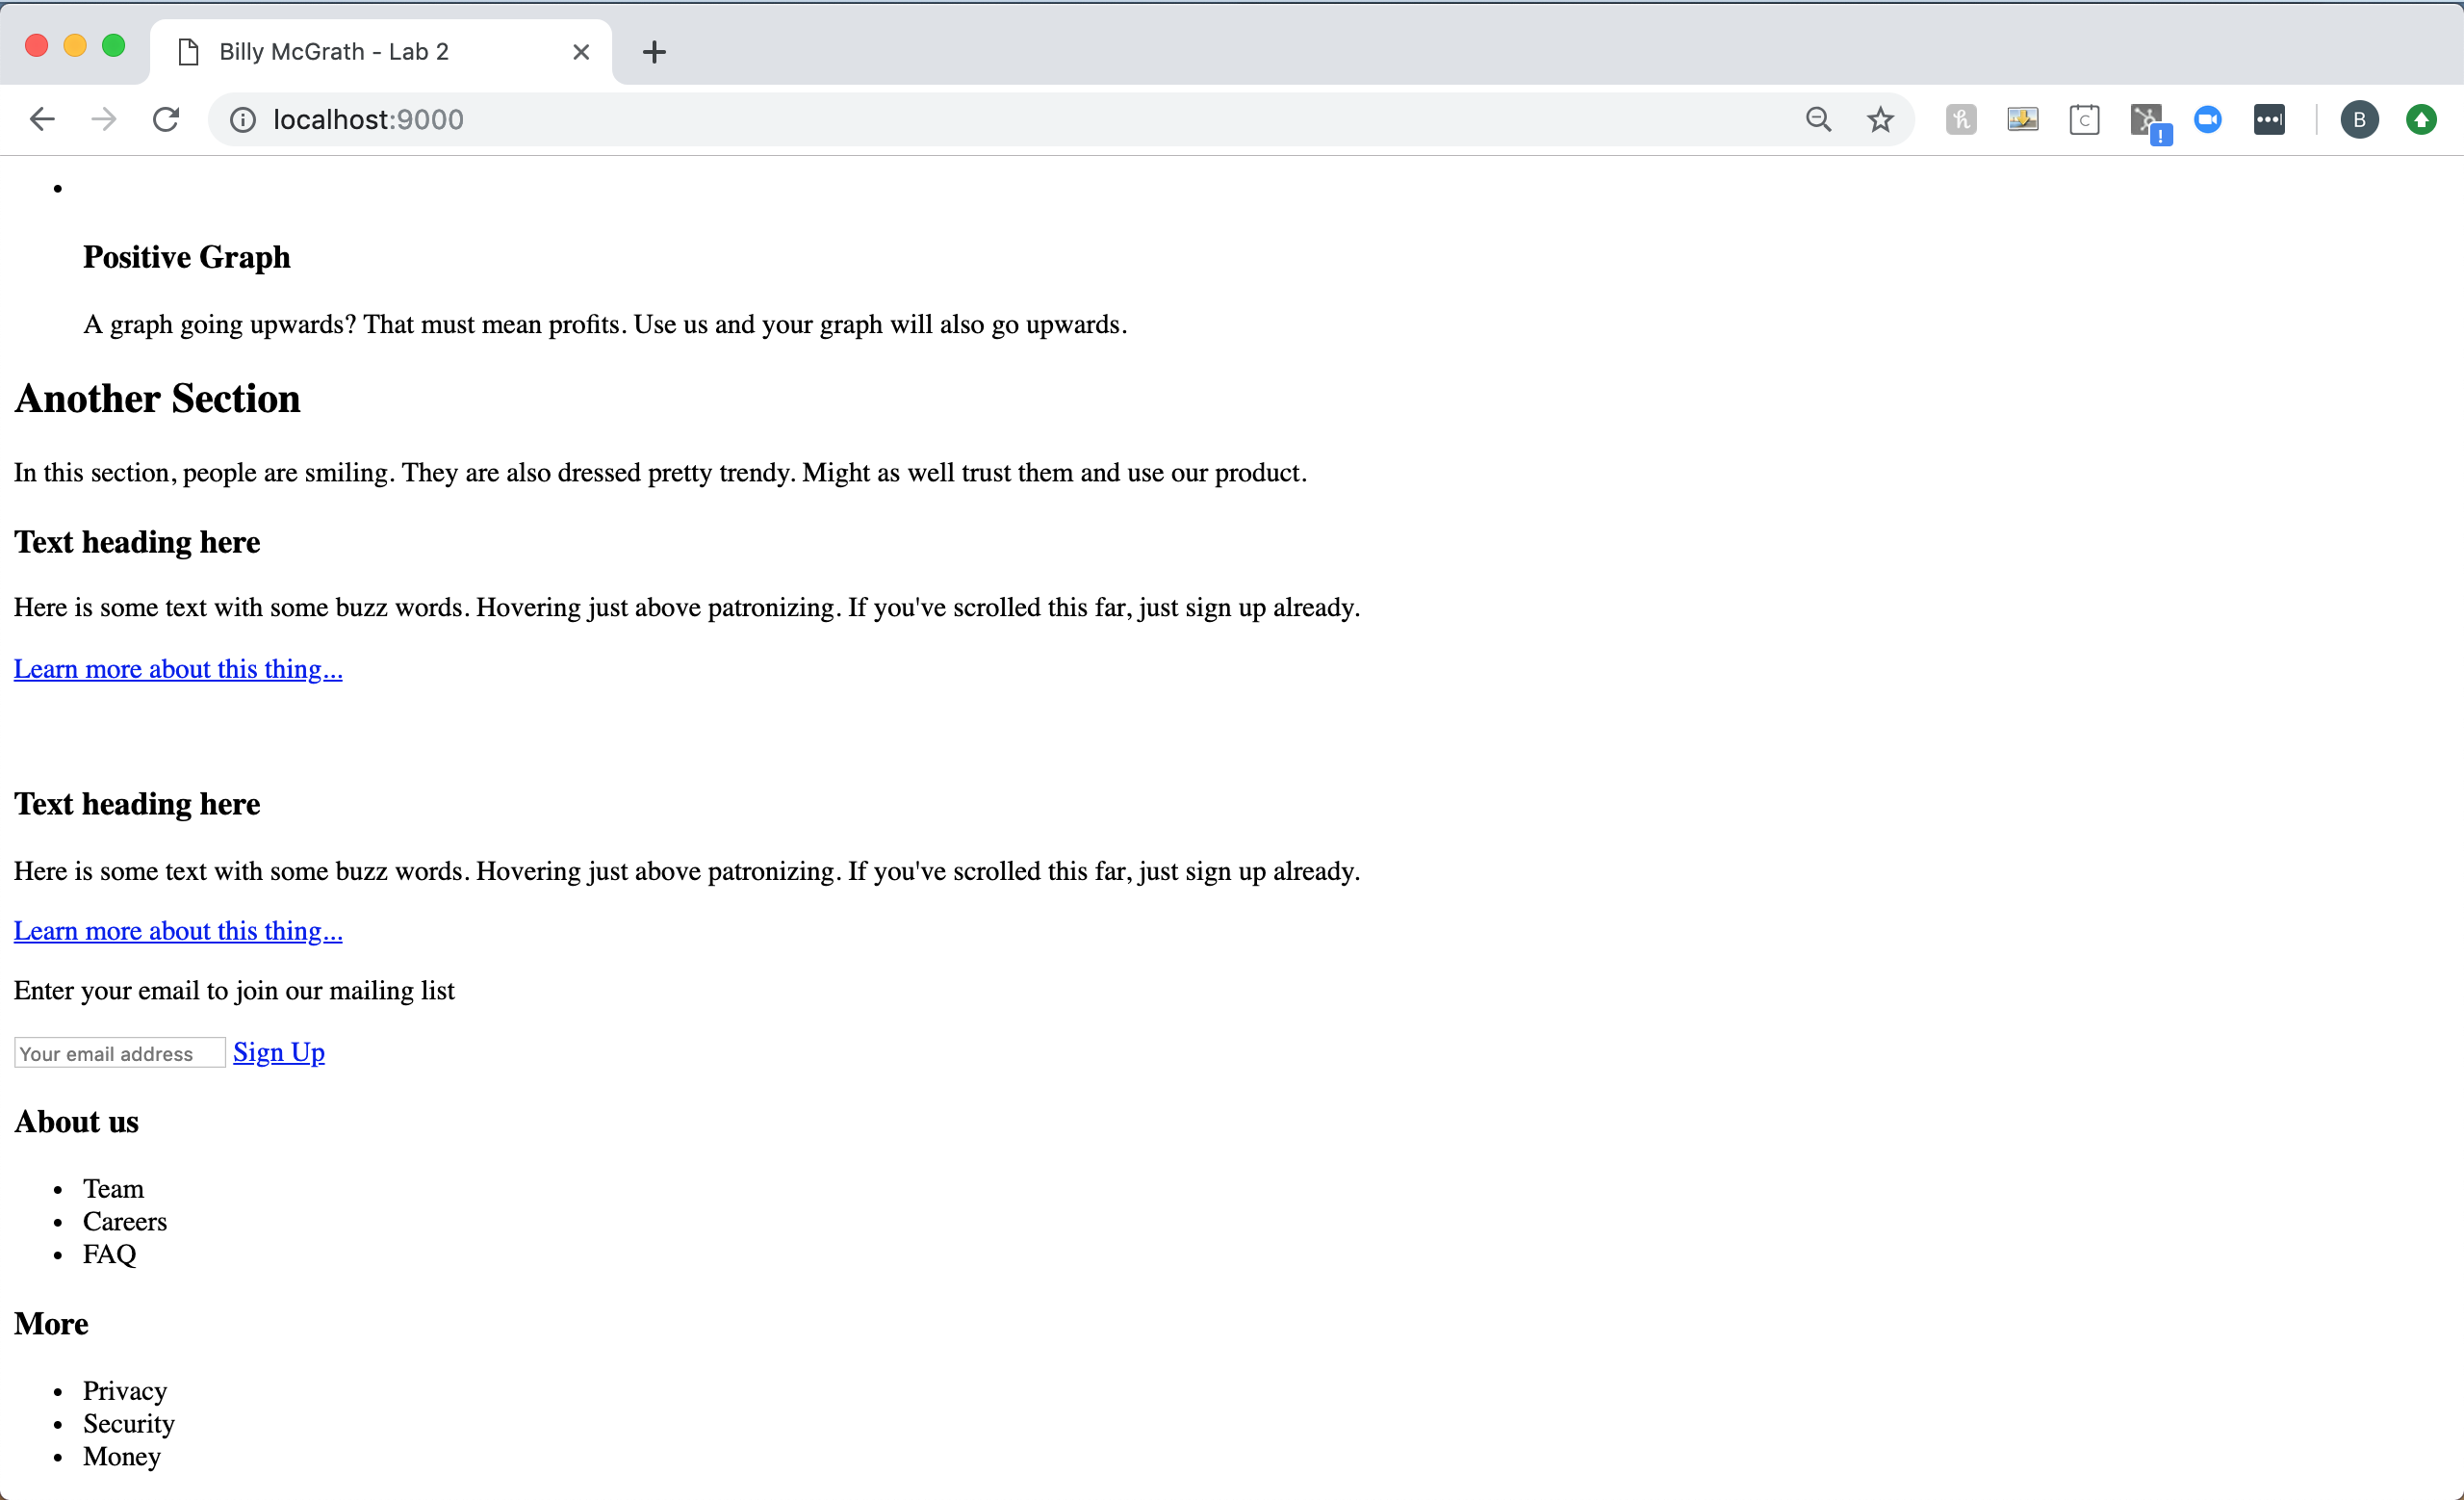 Billy McGrath - Lab 2
localhost:9000
C
!
B
Positive Graph
A graph going upwards? That must mean profits. Use us and your graph will also go upwards.
Another Section
In this section, people are smiling. They are also dressed pretty trendy. Might as well trust them and use our product.
Text heading here
Here is some text with some buzz words. Hovering just above patronizing. If you've scrolled this far, just sign up already.
Learn more about this thing...
Text heading here
Here is some text with some buzz words. Hovering just above patronizing. If you've scrolled this far, just sign up already.
Learn more about this thing...
Enter your email to join our mailing list
Your email address Sign Up
About us
• Team
• Careers
• FAQ
More
• Privacy
• Security
• Money